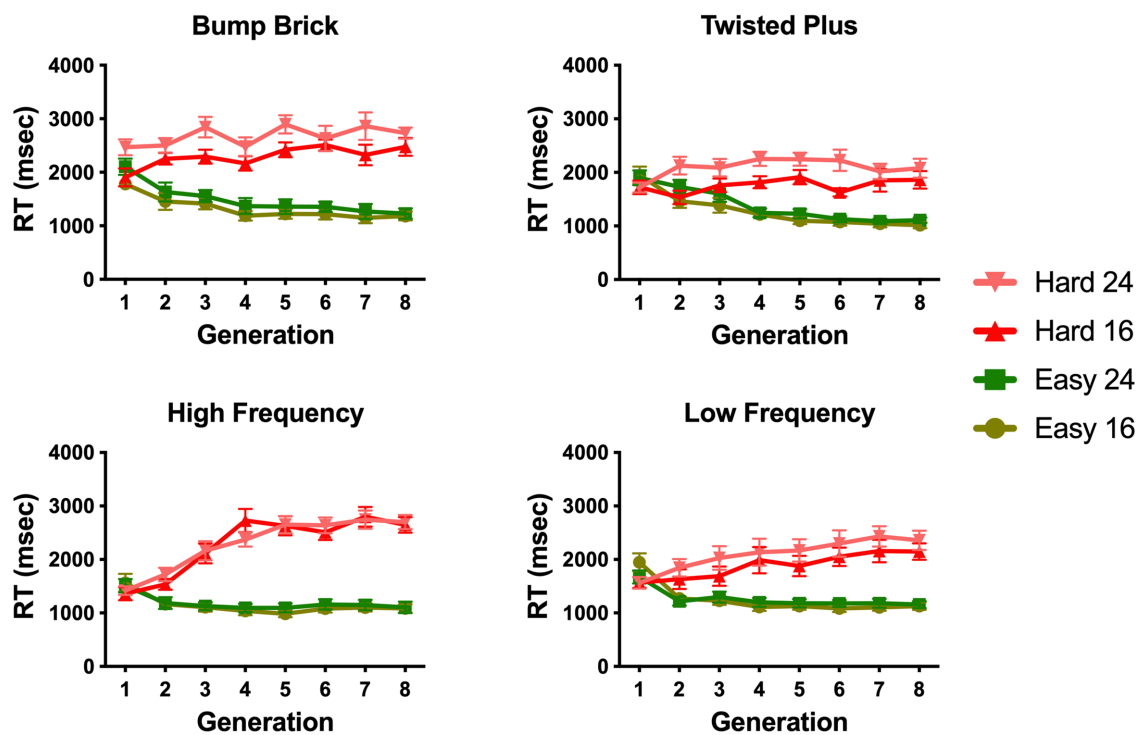 Bump Brick
4000
3000
2000
1000
0
RT (msec)
1 2 3 4 5 6 7 8
Generation
Twisted Plus
4000
3000
2000
1000
0
RT (msec)
1 2 3 4 5 6 7 8
Generation
High Frequency
4000
3000
2000
1000
0
RT (msec)
1 2 3 4 5 6 7 8
Generation
Low Frequency
4000
3000
2000
1000
0
RT (msec)
1 2 3 4 5 6 7 8
Generation
Hard 24
Hard 16
Easy 24
Easy 16